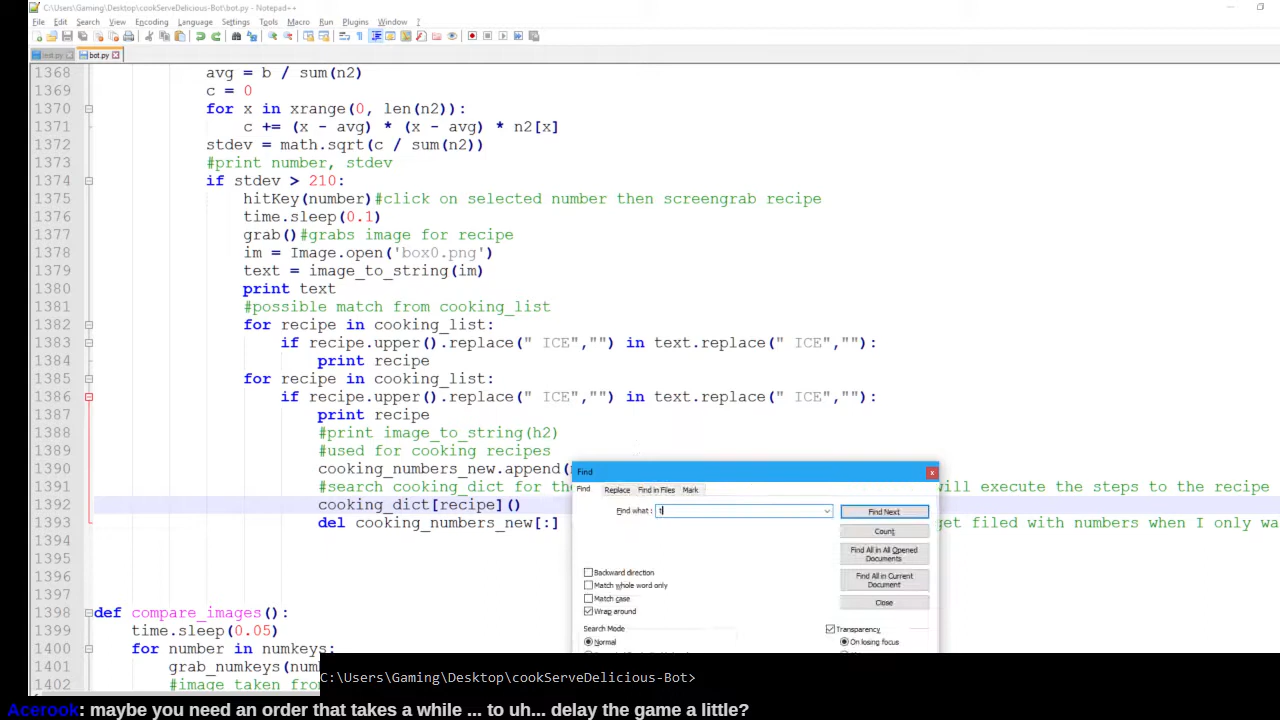 C:\Users\Gaming\Desktop\cookServeDelicious-Bot\bot.py - Notepad++
File Edit Search View Encoding Language Settings Tools Macro Run Plugins Window ?
test.py bot.py
1368 avg = b / sum(n2)
1369 c = 0
1370 for x in xrange(0, len(n2)):
1371 c += (x - avg) * (x - avg) * n2[x]
1372 stdev = math.sqrt(c / sum(n2))
1373 #print number, stdev
1374 if stdev > 210:
1375 hitKey(number)#click on selected number then screengrab recipe
1376 time.sleep(0.1)
1377 grab()#grabs image for recipe
1378 im = Image.open('box0.png')
1379 text = image_to_string(im)
1380 print text
1381 #possible match from cooking_list
1382 for recipe in cooking_list:
1383 if recipe.upper().replace(" ICE","") in text.replace(" ICE",""):
1384 print recipe
1385 for recipe in cooking_list:
1386 if recipe.upper().replace(" ICE","") in text.replace(" ICE",""):
1387 print recipe
1388 #print image_to_string(h2)
1389 #used for cooking recipes
1390 cooking_numbers_new.append(
1391 #search cooking_dict for the will execute the steps to the recipe
1392 cooking_dict[recipe]()
1393 del cooking_numbers_new[:] get filed with numbers when I only wa
1394
1395
1396
1397
1398 def compare_images():
1399 time.sleep(0.05)
1400 for number in numkeys:
1401 grab_numkeys(num
1402 #image taken from
Find
Find Replace Find in Files Mark
Find what : t
Find Next
Count
Find All in All Opened Documents
Find All in Current Document
Close
Backward direction
Match whole word only
Match case
Wrap around
Search Mode
Normal
Transparency
On losing focus
C:\Users\Gaming\Desktop\cookServeDelicious-Bot>
Acerook: maybe you need an order that takes a while ... to uh... delay the game a little?